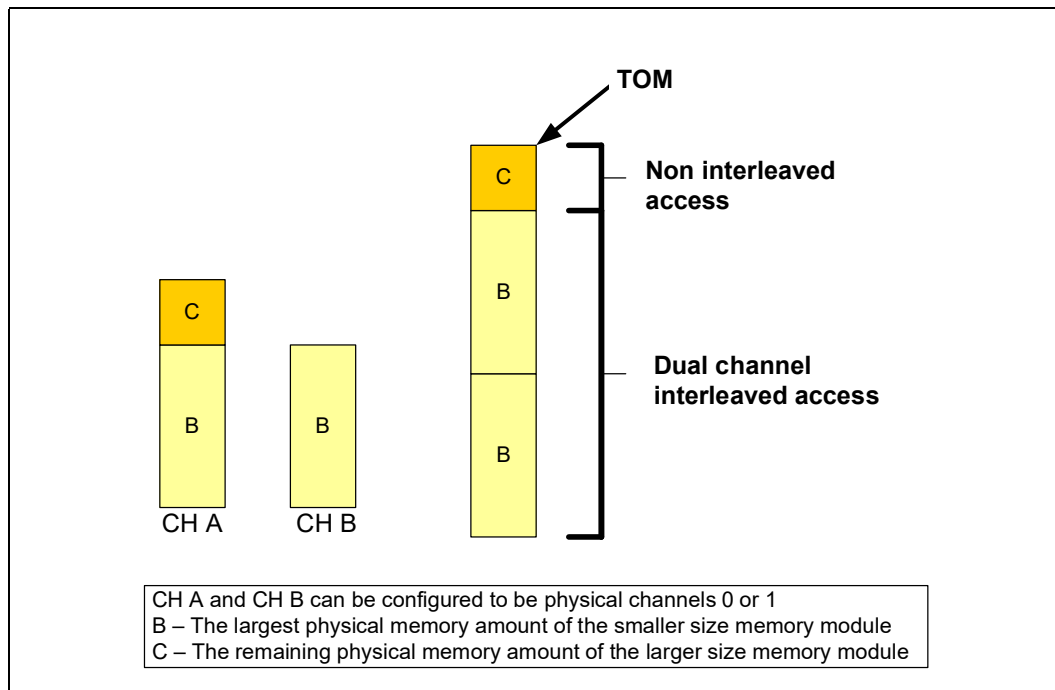 TOM
C
Non interleaved
access
B
C
B
B
Dual channel
interleaved access
B
CH A
CH B
CH A and CH B can be configured to be physical channels 0 or 1
B – The largest physical memory amount of the smaller size memory module
C – The remaining physical memory amount of the larger size memory module